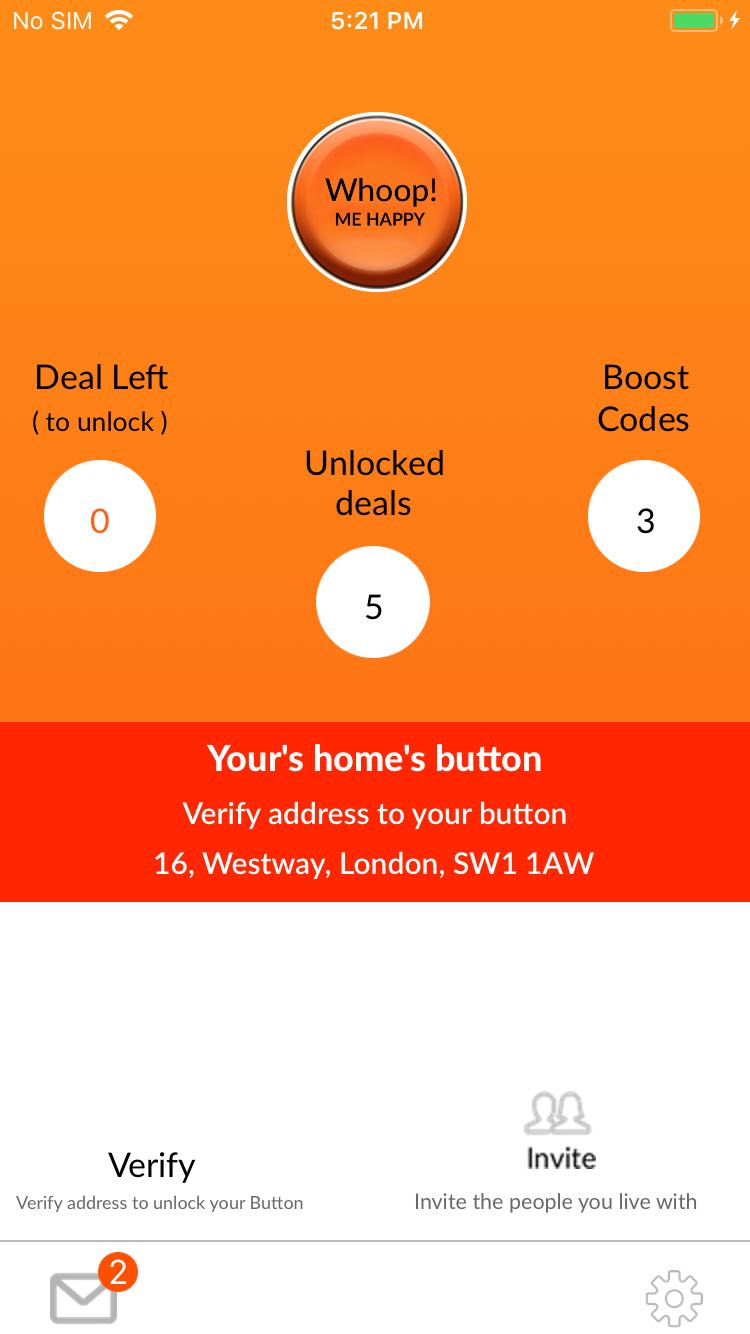 No SIM 5:21 PM
Whoop!
ME HAPPY
Deal Left
( to unlock )
0
Unlocked
deals
5
Boost
Codes
3
Your's home's button
Verify address to your button
16, Westway, London, SW1 1AW
Verify
Verify address to unlock your Button
Invite
Invite the people you live with
2